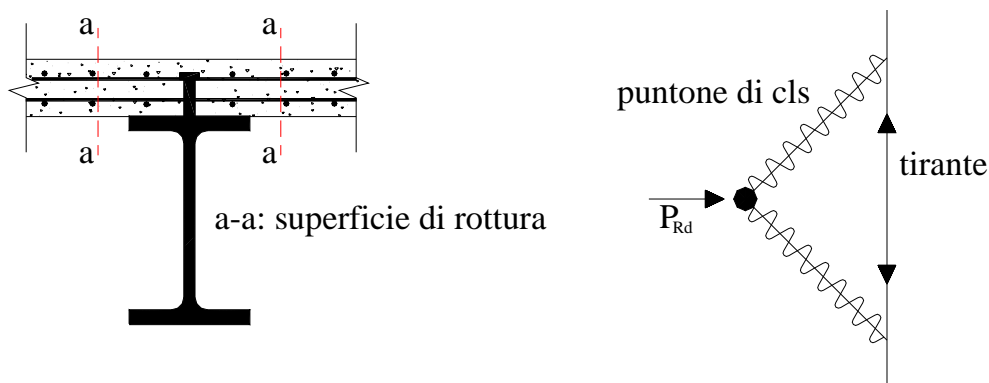 a a
a a
a-a: superficie di rottura
puntone di cls
tirante
P_Rd